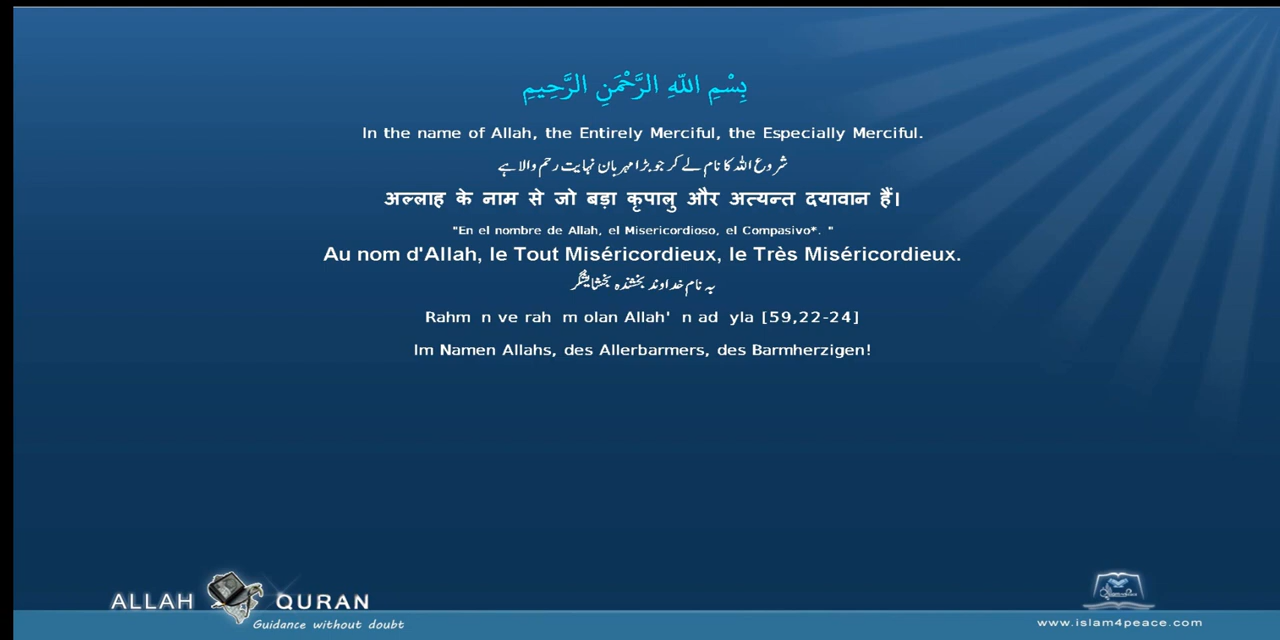 بِسْمِ اللّٰهِ الرَّحْمَنِ الرَّحِيمِ
In the name of Allah, the Entirely Merciful, the Especially Merciful.
شروع اللہ کا نام لے کر جو بڑا مہربان نہایت رحم والا ہے
अल्लाह के नाम से जो बड़ा कृपालु और अत्यन्त दयावान हैं।
"En el nombre de Allah, el Misericordioso, el Compasivo*. "
Au nom d'Allah, le Tout Miséricordieux, le Très Miséricordieux.
به نام خداوند بخشنده بخشایشگر
Rahm n ve rah m olan Allah' n ad yla [59,22-24]
Im Namen Allahs, des Allerbarmers, des Barmherzigen!
ALLAH QURAN
Guidance without doubt
www.islam4peace.com